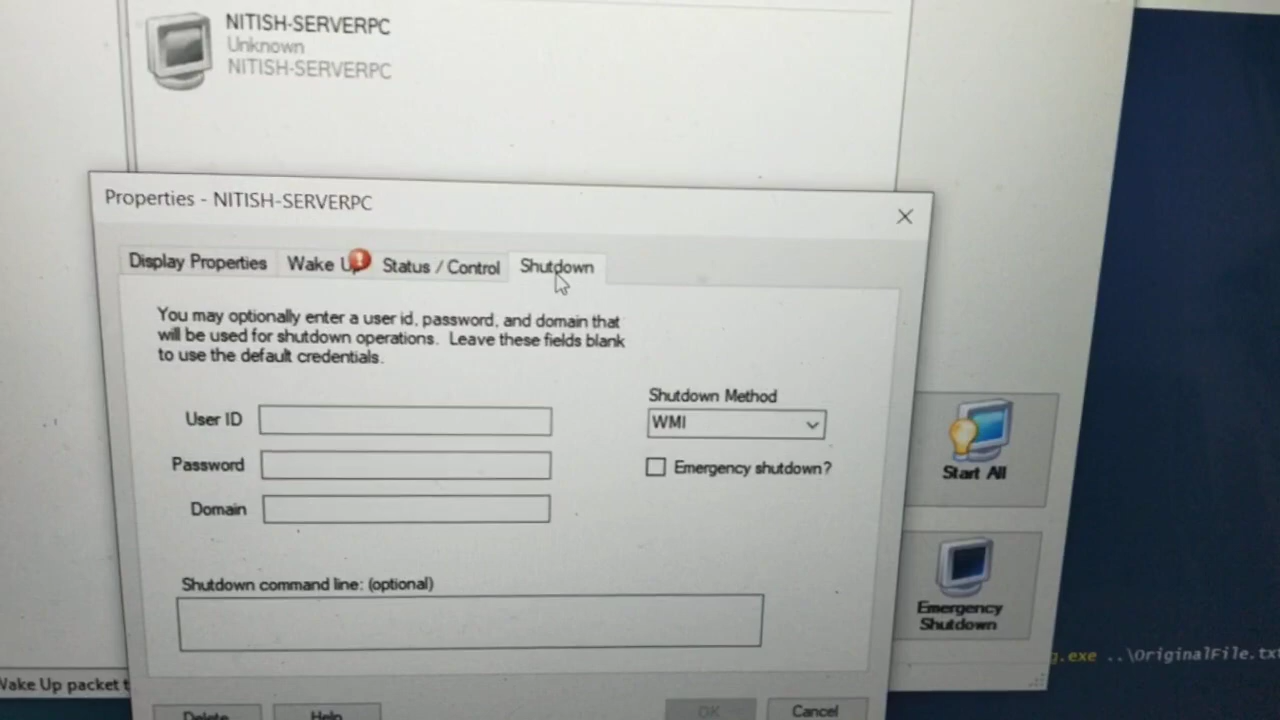 NITISH-SERVERPC
Unknown
NITISH-SERVERPC
Properties - NITISH-SERVERPC
Display Properties
Wake
Status / Control
Shutdown
You may optionally enter a user id, password, and domain that
will be used for shutdown operations. Leave these fields blank
to use the default credentials.
User ID
Password
Domain
Shutdown Method
WMI
Emergency shutdown?
Shutdown command line: (optional)
Start All
Emergency
Shutdown
g.exe ..\OriginalFile.txt
Wake Up packet t
Delete
Help
OK
Cancel